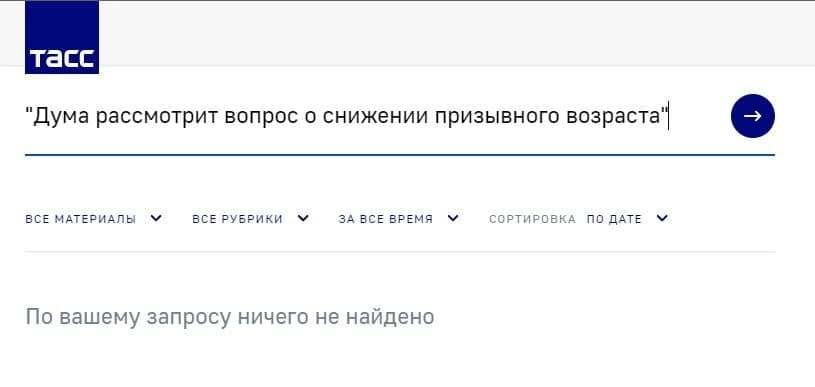 ТАСС
"Дума рассмотрит вопрос о снижении призывного возраста"
ВСЕ МАТЕРИАЛЫ ВСЕ РУБРИКИ ЗА ВСЕ ВРЕМЯ СОРТИРОВКА ПО ДАТЕ
По вашему запросу ничего не найдено